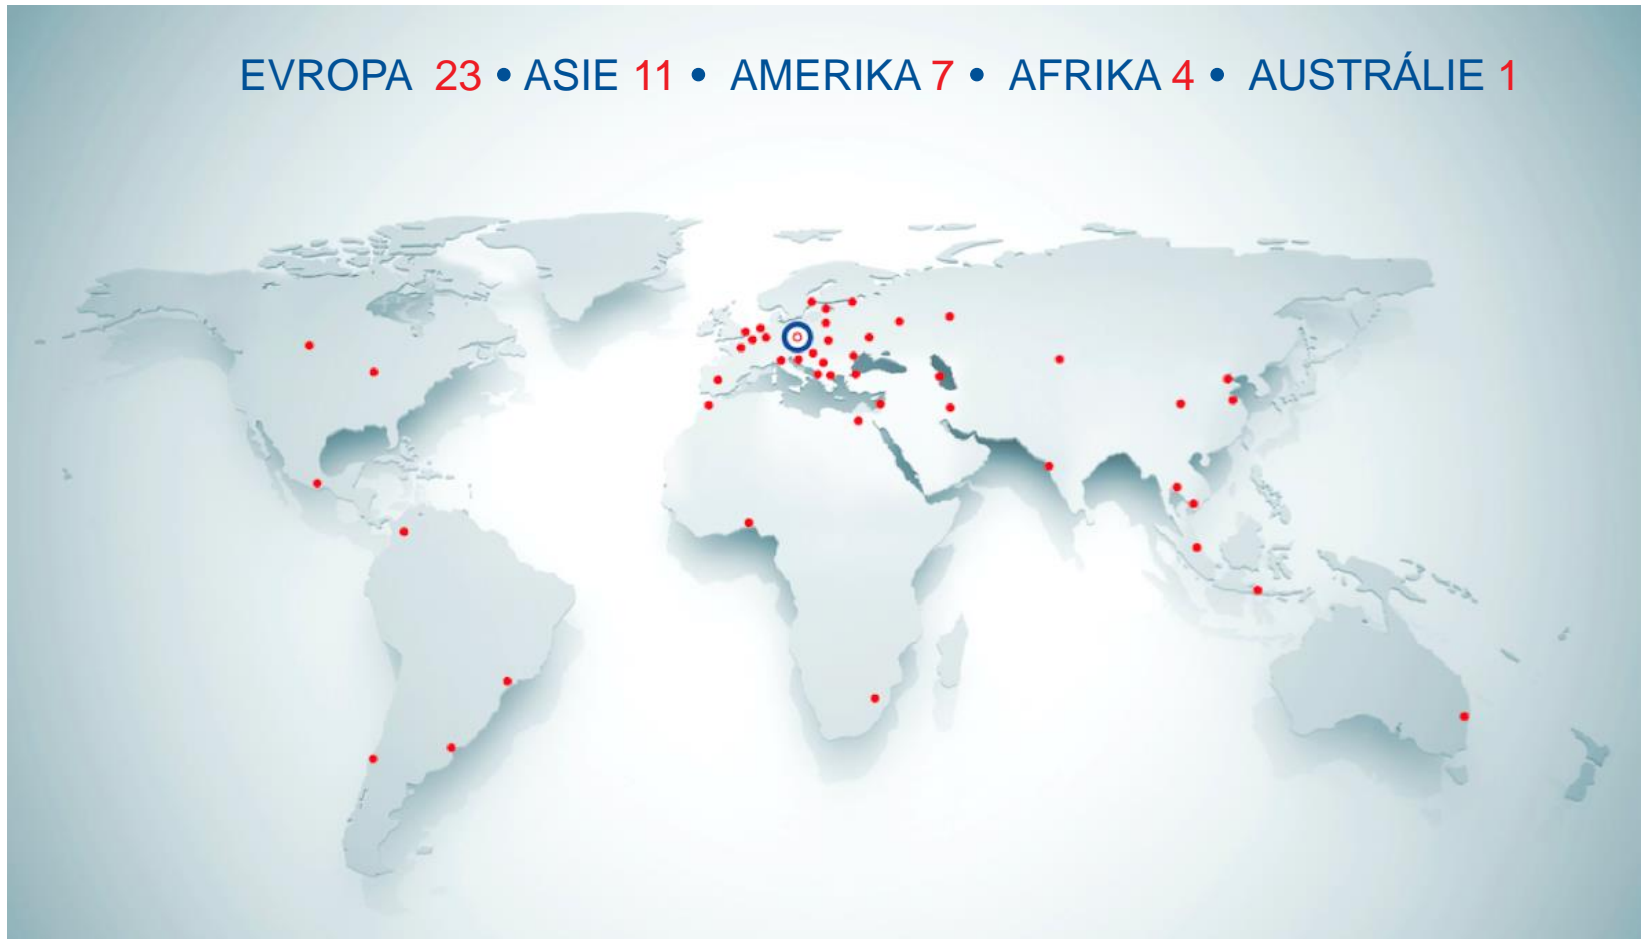 EVROPA 23 • ASIE 11 • AMERIKA 7 • AFRIKA 4 • AUSTRÁLIE 1